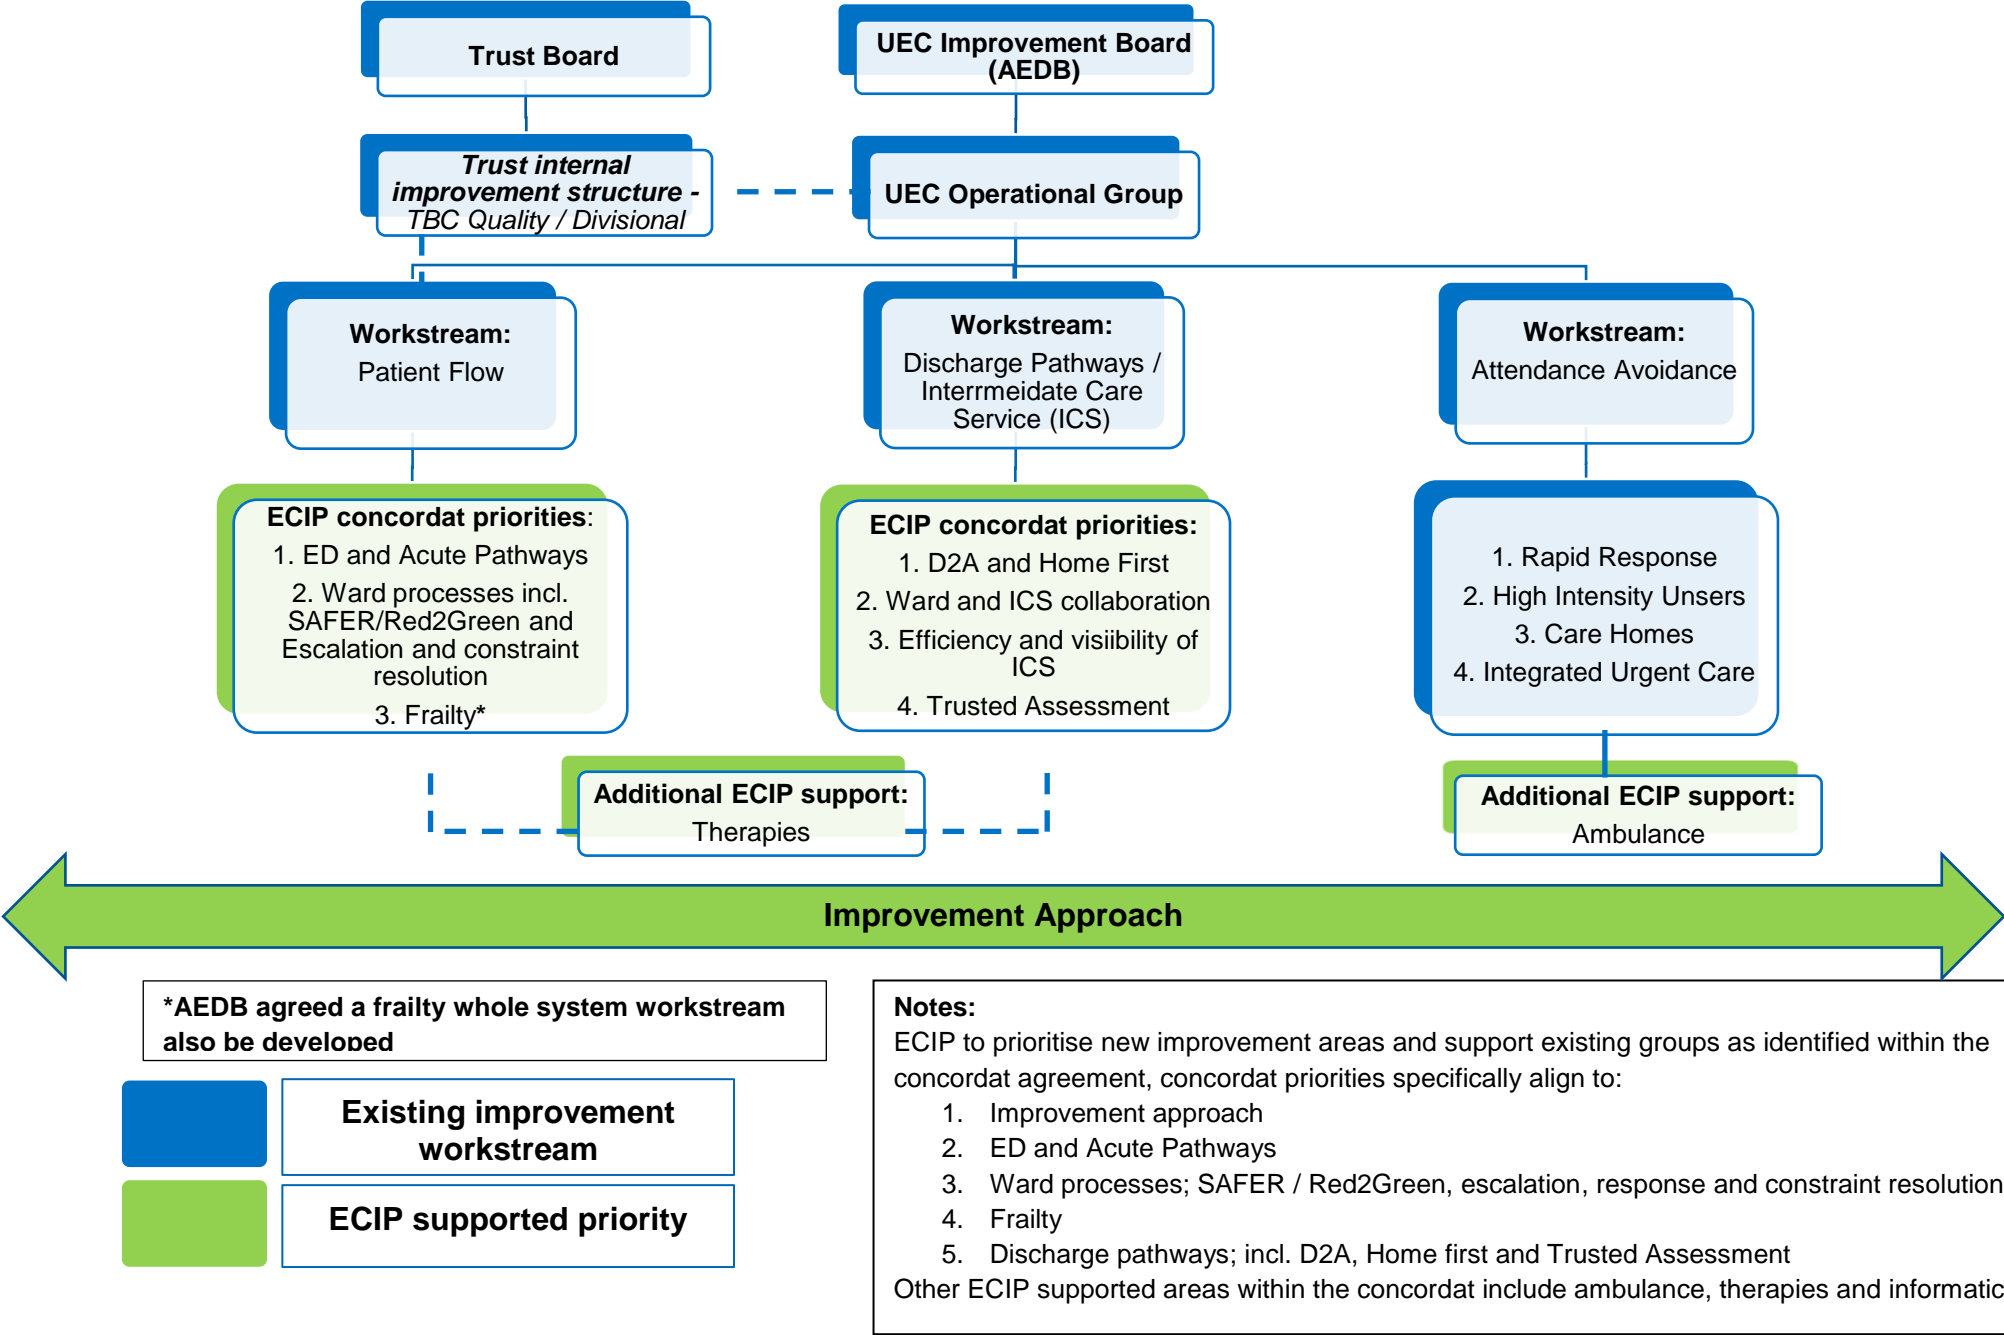 Trust Board
UEC Improvement Board
(AEDB)
Trust internal
improvement structure -
TBC Quality / Divisional
UEC Operational Group
Workstream:
Patient Flow
Workstream:
Discharge Pathways /
Interrmeidate Care
Service (ICS)
Workstream:
Attendance Avoidance
ECIP concordat priorities:
1. ED and Acute Pathways
2. Ward processes incl.
SAFER/Red2Green and
Escalation and constraint
resolution
3. Frailty*
ECIP concordat priorities:
1. D2A and Home First
2. Ward and ICS collaboration
3. Efficiency and visiibility of
ICS
4. Trusted Assessment
1. Rapid Response
2. High Intensity Unsers
3. Care Homes
4. Integrated Urgent Care
Additional ECIP support:
Therapies
Additional ECIP support:
Ambulance
Improvement Approach
*AEDB agreed a frailty whole system workstream
also be developed
Existing improvement
workstream
ECIP supported priority
Notes:
ECIP to prioritise new improvement areas and support existing groups as identified within the
concordat agreement, concordat priorities specifically align to:
1. Improvement approach
2. ED and Acute Pathways
3. Ward processes; SAFER / Red2Green, escalation, response and constraint resolution
4. Frailty
5. Discharge pathways; incl. D2A, Home first and Trusted Assessment
Other ECIP supported areas within the concordat include ambulance, therapies and informatic